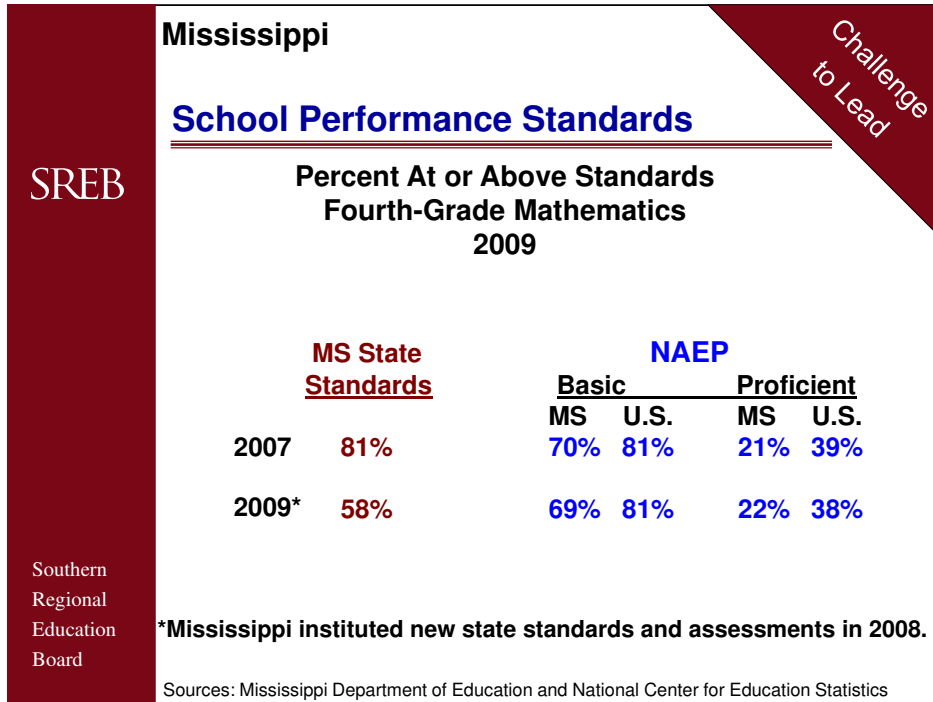 Mississippi
Challenge
to Lead
School Performance Standards
SREB
Percent At or Above Standards
Fourth-Grade Mathematics
2009
MS State NAEP
Standards Basic Proficient
MS U.S. MS U.S.
2007 81% 70% 81% 21% 39%
2009* 58% 69% 81% 22% 38%
Southern
Regional
Education
Board
*Mississippi instituted new state standards and assessments in 2008.
Sources: Mississippi Department of Education and National Center for Education Statistics